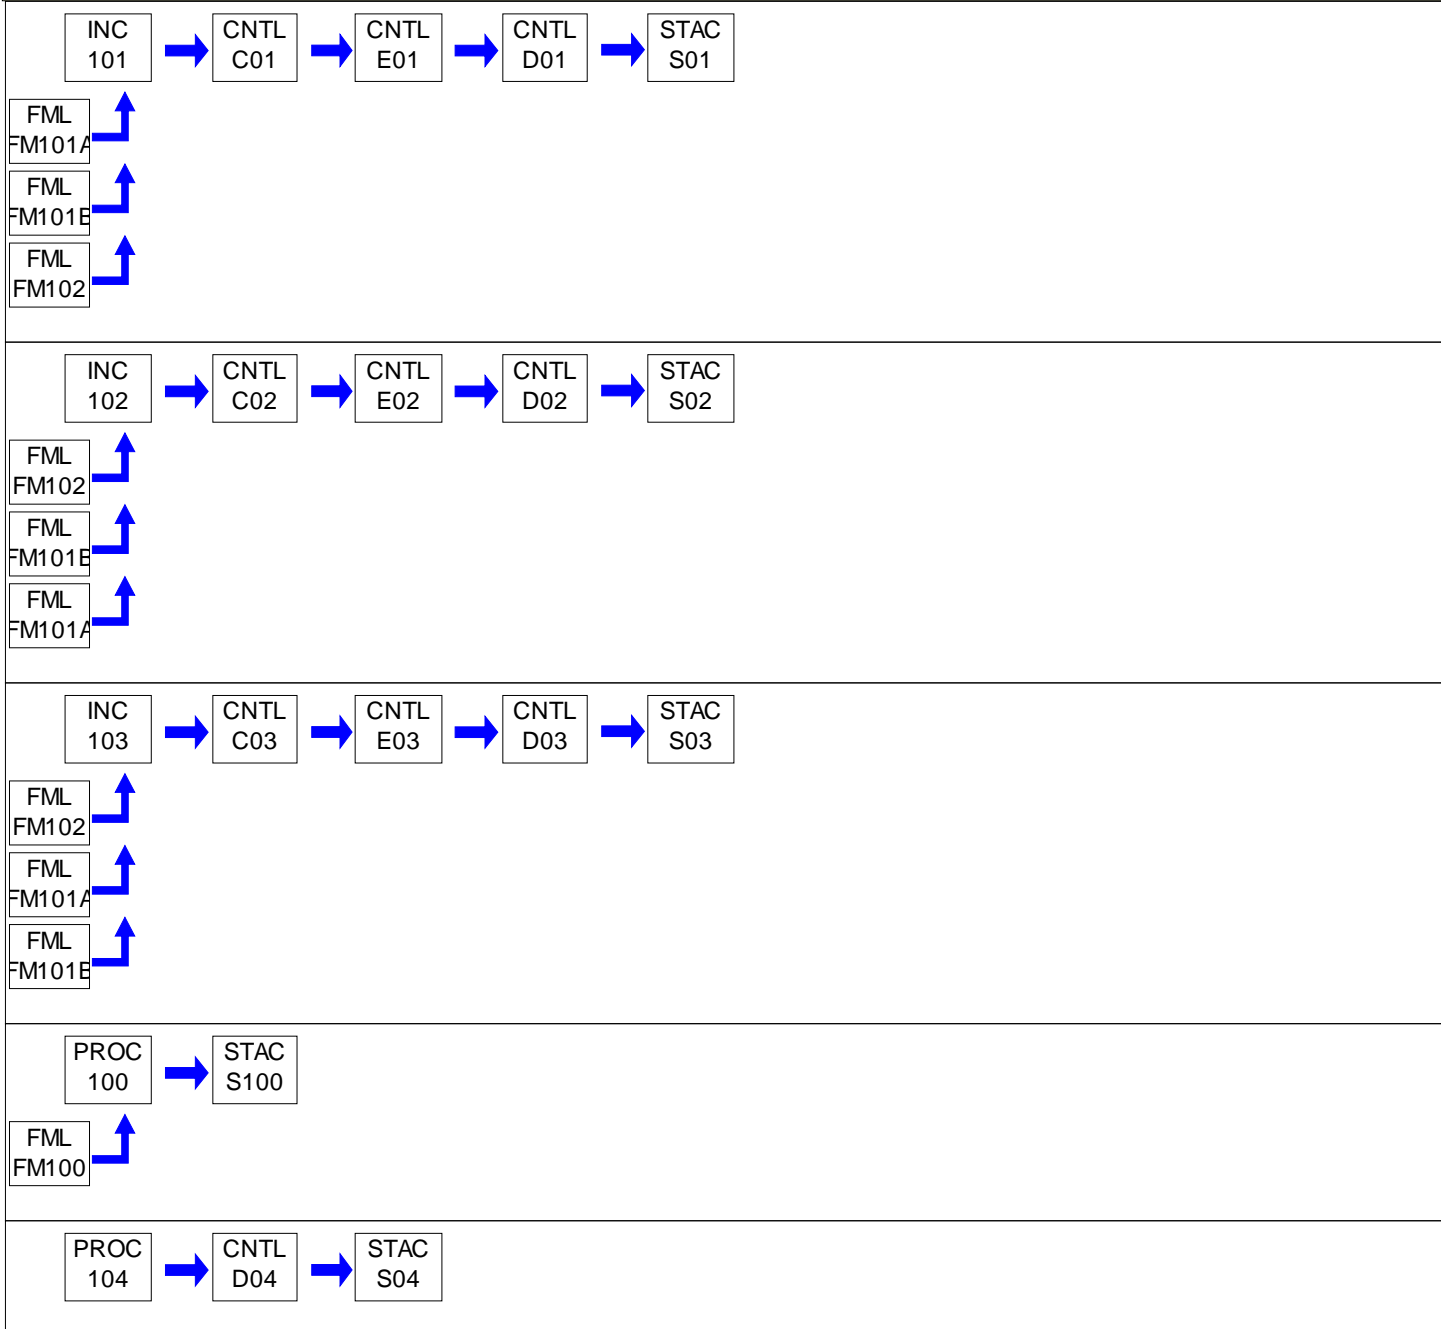 INC
101
CNTL
C01
CNTL
E01
CNTL
D01
STAC
S01
FML
FM101A
FML
FM101B
FML
FM102
INC
102
CNTL
C02
CNTL
E02
CNTL
D02
STAC
S02
FML
FM102
FML
FM101B
FML
FM101A
INC
103
CNTL
C03
CNTL
E03
CNTL
D03
STAC
S03
FML
FM102
FML
FM101A
FML
FM101B
PROC
100
STAC
S100
FML
FM100
PROC
104
CNTL
D04
STAC
S04